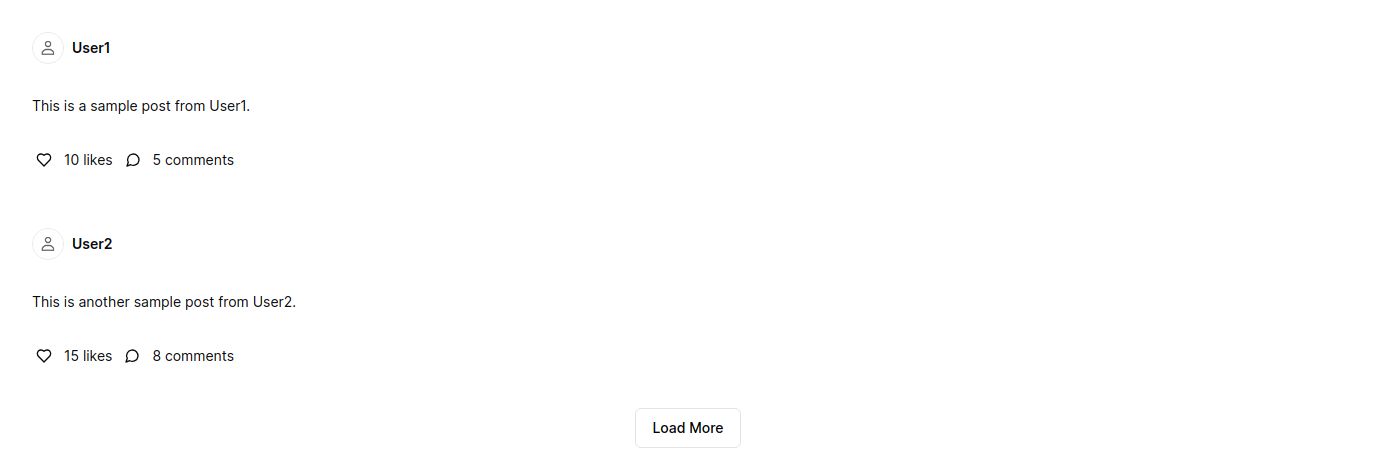 User1
This is a sample post from User1.
10 likes 5 comments
User2
This is another sample post from User2.
15 likes 8 comments
Load More